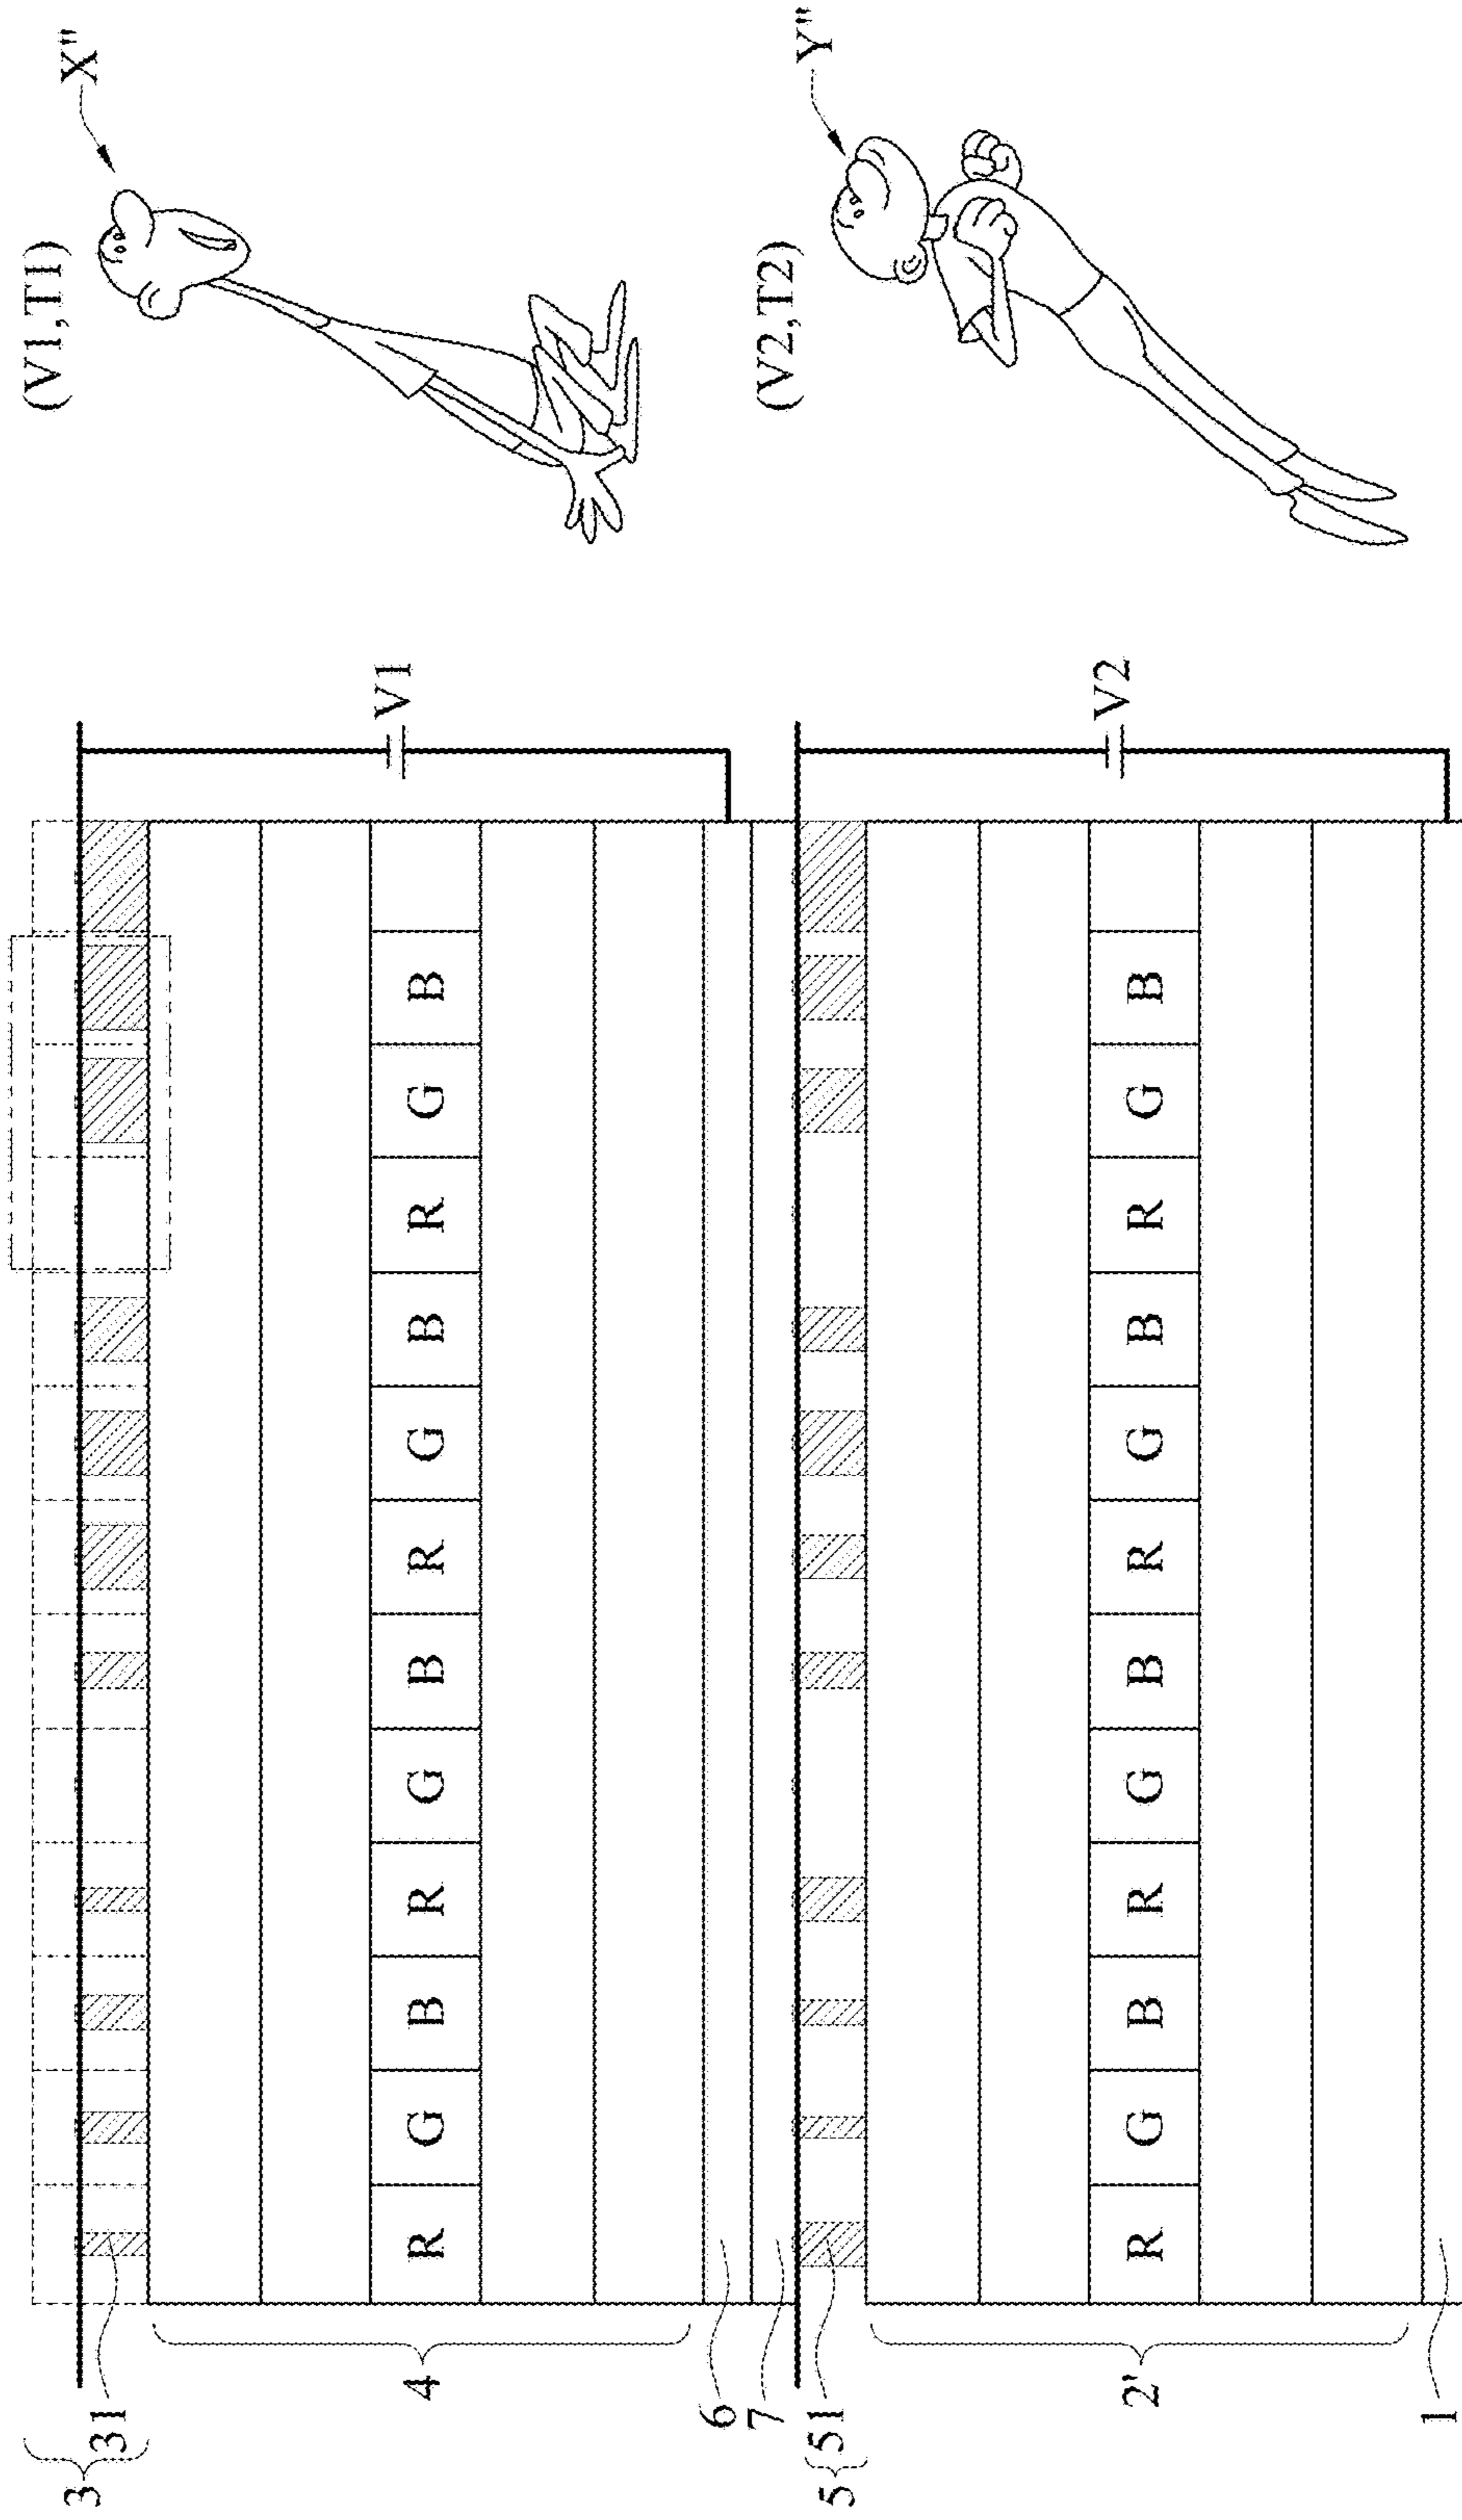 3
31
4
6
7
5
51
2'
1
R G B R G B R G B R G B
R G B R G B R G B R G B
V1
V2
(V1,T1)
X"
(V2,T2)
Y"